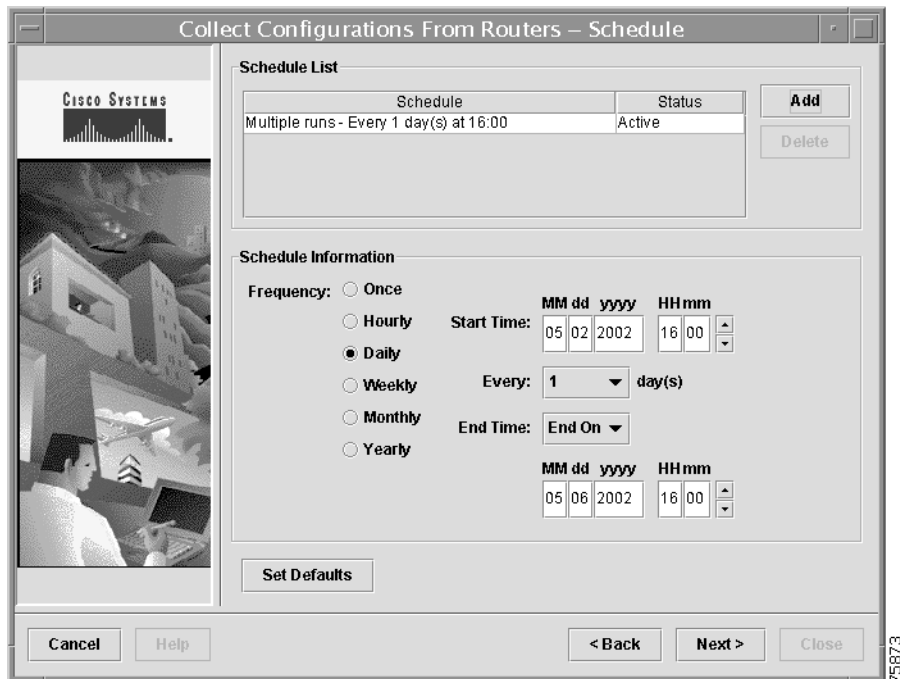 Collect Configurations From Routers – Schedule
CISCO SYSTEMS
Schedule List
Schedule Status
Multiple runs - Every 1 day(s) at 16:00 Active
Add
Delete
Schedule Information
Frequency:
Once
Hourly
Daily
Weekly
Monthly
Yearly
MM dd yyyy HH mm
Start Time: 05 02 2002 16 00
Every: 1 day(s)
End Time: End On
MM dd yyyy HH mm
05 06 2002 16 00
Set Defaults
Cancel Help < Back Next > Close
75873